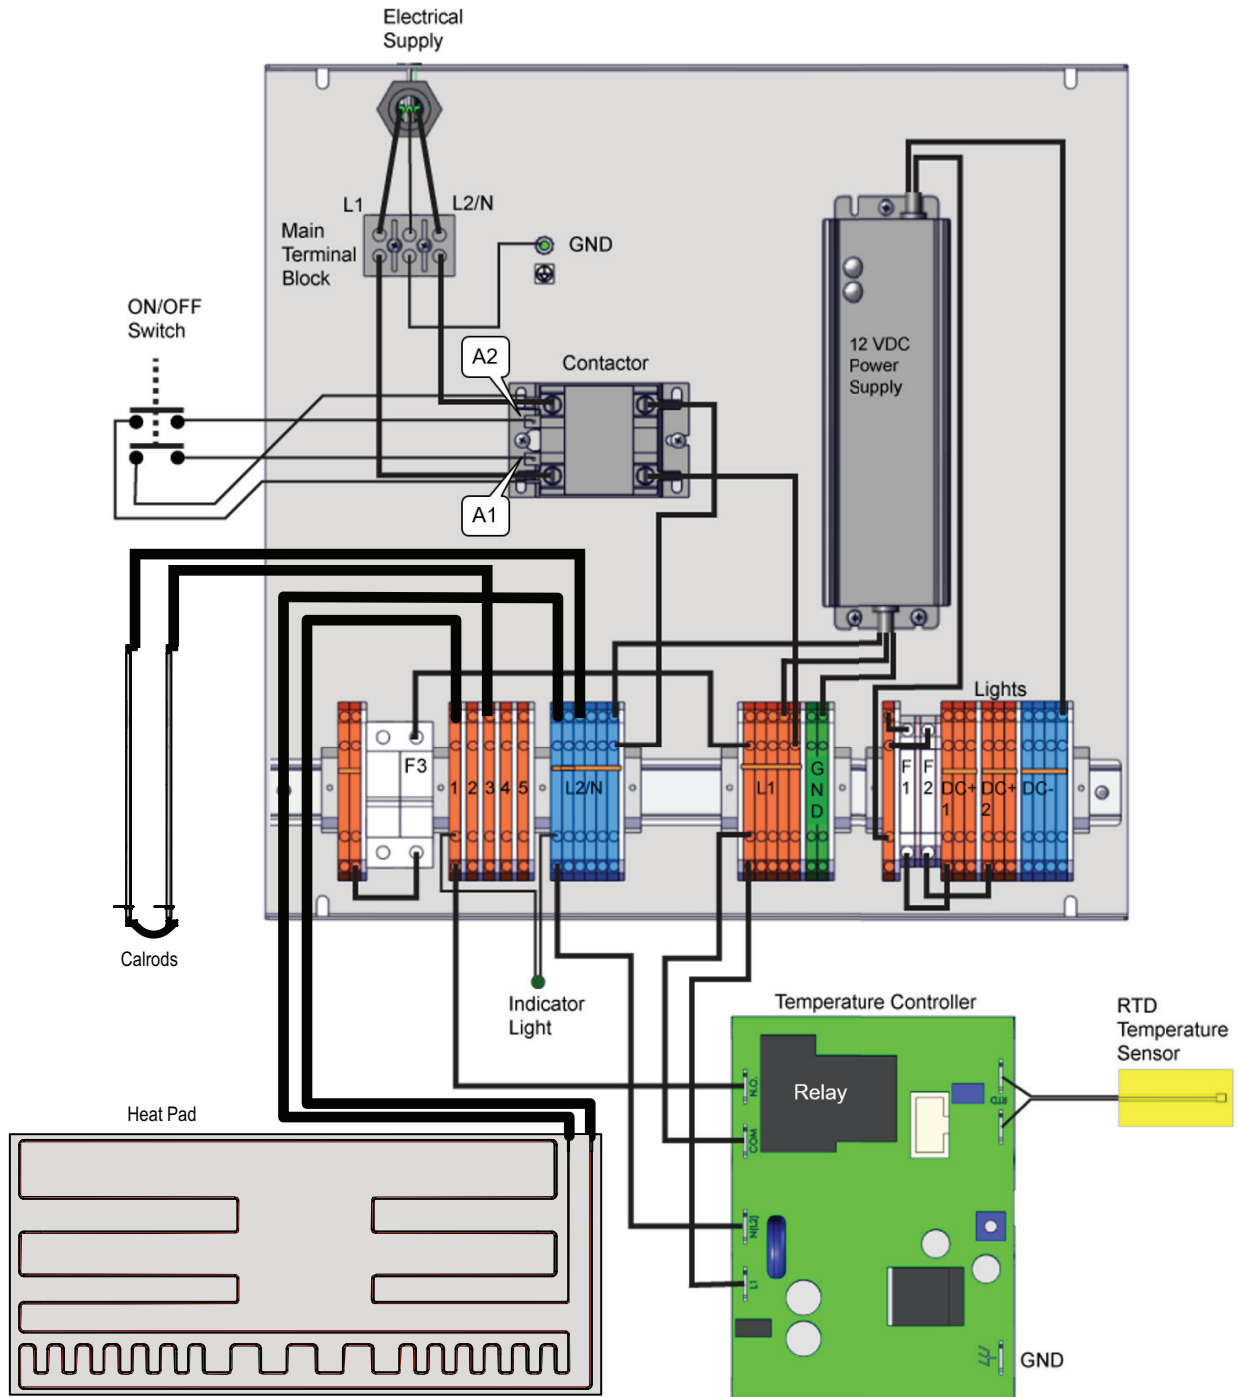 Electrical
Supply
L1
L2/N
Main
Terminal
Block
GND
ON/OFF
Switch
A2
Contactor
12 VDC
Power
Supply
A1
Lights
F3
1
2
3
4
5
L2/N
L1
G
N
D
F
1
F
2
DC+
1
DC+
2
DC-
Calrods
Indicator
Light
Temperature Controller
RTD
Temperature
Sensor
Relay
N.O.
COM
N(L2)
L1
RTD
GND
Heat Pad